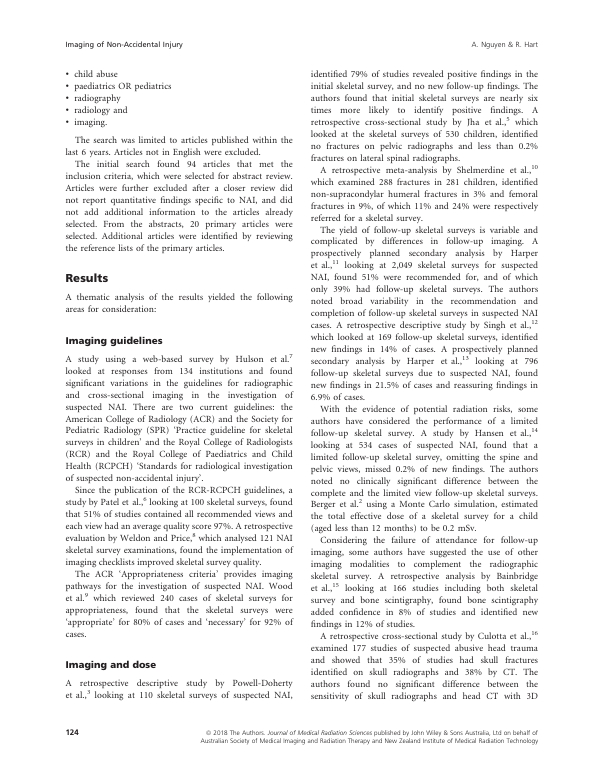 Imaging of Non-Accidental Injury
A. Nguyen & R. Hart
• child abuse
• paediatrics OR pediatrics
• radiography
• radiology and
• imaging.
The search was limited to articles published within the
last 6 years. Articles not in English were excluded.
The initial search found 94 articles that met the
inclusion criteria, which were selected for abstract review.
Articles were further excluded after a closer review did
not report quantitative findings specific to NAI, and did
not add additional information to the articles already
selected. From the abstracts, 20 primary articles were
selected. Additional articles were identified by reviewing
the reference lists of the primary articles.
Results
A thematic analysis of the results yielded the following
areas for consideration:
Imaging guidelines
A study using a web-based survey by Hulson et al.7
looked at responses from 134 institutions and found
significant variations in the guidelines for radiographic
and cross-sectional imaging in the investigation of
suspected NAI. There are two current guidelines: the
American College of Radiology (ACR) and the Society for
Pediatric Radiology (SPR) 'Practice guideline for skeletal
surveys in children' and the Royal College of Radiologists
(RCR) and the Royal College of Paediatrics and Child
Health (RCPCH) 'Standards for radiological investigation
of suspected non-accidental injury'.
Since the publication of the RCR-RCPCH guidelines, a
study by Patel et al.,6 looking at 100 skeletal surveys, found
that 51% of studies contained all recommended views and
each view had an average quality score 97%. A retrospective
evaluation by Weldon and Price,8 which analysed 121 NAI
skeletal survey examinations, found the implementation of
imaging checklists improved skeletal survey quality.
The ACR 'Appropriateness criteria' provides imaging
pathways for the investigation of suspected NAI. Wood
et al.9 which reviewed 240 cases of skeletal surveys for
appropriateness, found that the skeletal surveys were
'appropriate' for 80% of cases and 'necessary' for 92% of
cases.
Imaging and dose
A retrospective descriptive study by Powell-Doherty
et al.,3 looking at 110 skeletal surveys of suspected NAI,
identified 79% of studies revealed positive findings in the
initial skeletal survey, and no new follow-up findings. The
authors found that initial skeletal surveys are nearly six
times more likely to identify positive findings. A
retrospective cross-sectional study by Jha et al.,5 which
looked at the skeletal surveys of 530 children, identified
no fractures on pelvic radiographs and less than 0.2%
fractures on lateral spinal radiographs.
A retrospective meta-analysis by Shelmerdine et al.,10
which examined 288 fractures in 281 children, identified
non-supracondylar humeral fractures in 3% and femoral
fractures in 9%, of which 11% and 24% were respectively
referred for a skeletal survey.
The yield of follow-up skeletal surveys is variable and
complicated by differences in follow-up imaging. A
prospectively planned secondary analysis by Harper
et al.,11 looking at 2,049 skeletal surveys for suspected
NAI, found 51% were recommended for, and of which
only 39% had follow-up skeletal surveys. The authors
noted broad variability in the recommendation and
completion of follow-up skeletal surveys in suspected NAI
cases. A retrospective descriptive study by Singh et al.,12
which looked at 169 follow-up skeletal surveys, identified
new findings in 14% of cases. A prospectively planned
secondary analysis by Harper et al.,13 looking at 796
follow-up skeletal surveys due to suspected NAI, found
new findings in 21.5% of cases and reassuring findings in
6.9% of cases.
With the evidence of potential radiation risks, some
authors have considered the performance of a limited
follow-up skeletal survey. A study by Hansen et al.,14
looking at 534 cases of suspected NAI, found that a
limited follow-up skeletal survey, omitting the spine and
pelvic views, missed 0.2% of new findings. The authors
noted no clinically significant difference between the
complete and the limited view follow-up skeletal surveys.
Berger et al.2 using a Monte Carlo simulation, estimated
the total effective dose of a skeletal survey for a child
(aged less than 12 months) to be 0.2 mSv.
Considering the failure of attendance for follow-up
imaging, some authors have suggested the use of other
imaging modalities to complement the radiographic
skeletal survey. A retrospective analysis by Bainbridge
et al.,15 looking at 166 studies including both skeletal
survey and bone scintigraphy, found bone scintigraphy
added confidence in 8% of studies and identified new
findings in 12% of studies.
A retrospective cross-sectional study by Culotta et al.,16
examined 177 studies of suspected abusive head trauma
and showed that 35% of studies had skull fractures
identified on skull radiographs and 38% by CT. The
authors found no significant difference between the
sensitivity of skull radiographs and head CT with 3D
124
© 2018 The Authors. Journal of Medical Radiation Sciences published by John Wiley & Sons Australia, Ltd on behalf of
Australian Society of Medical Imaging and Radiation Therapy and New Zealand Institute of Medical Radiation Technology